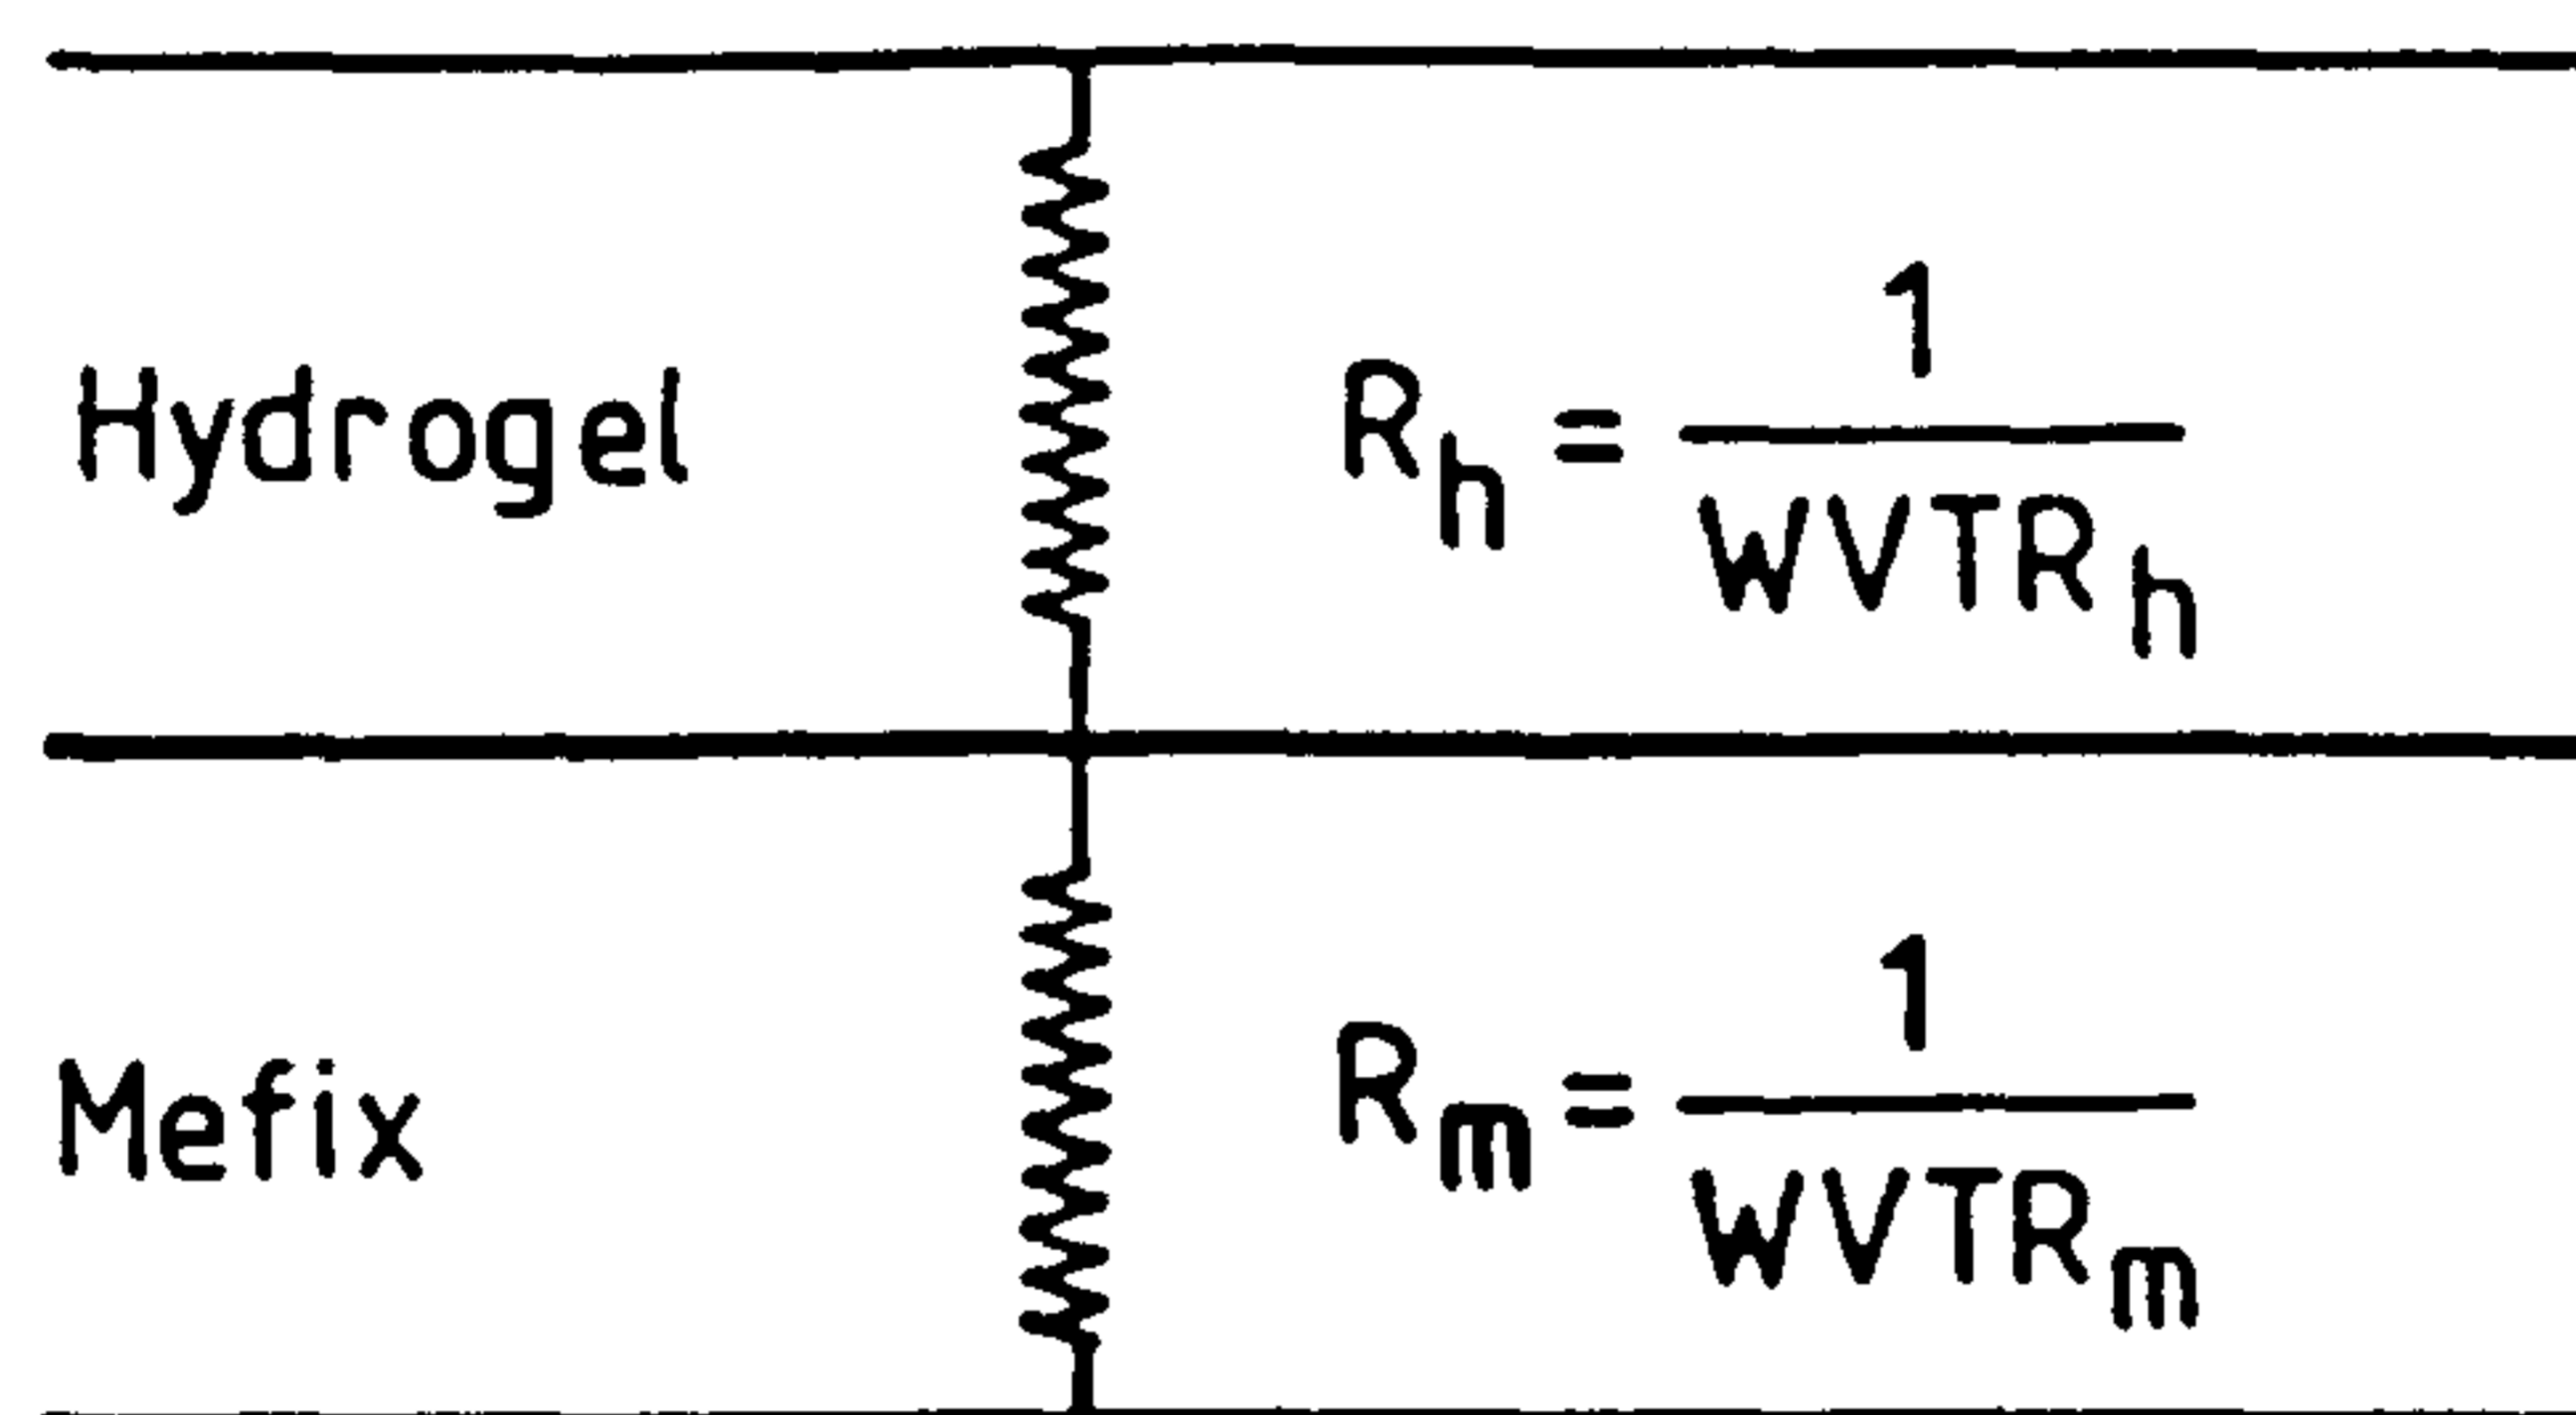 Hydrogel
R_h = 1 / WVTR_h
Mefix
R_m = 1 / WVTR_m